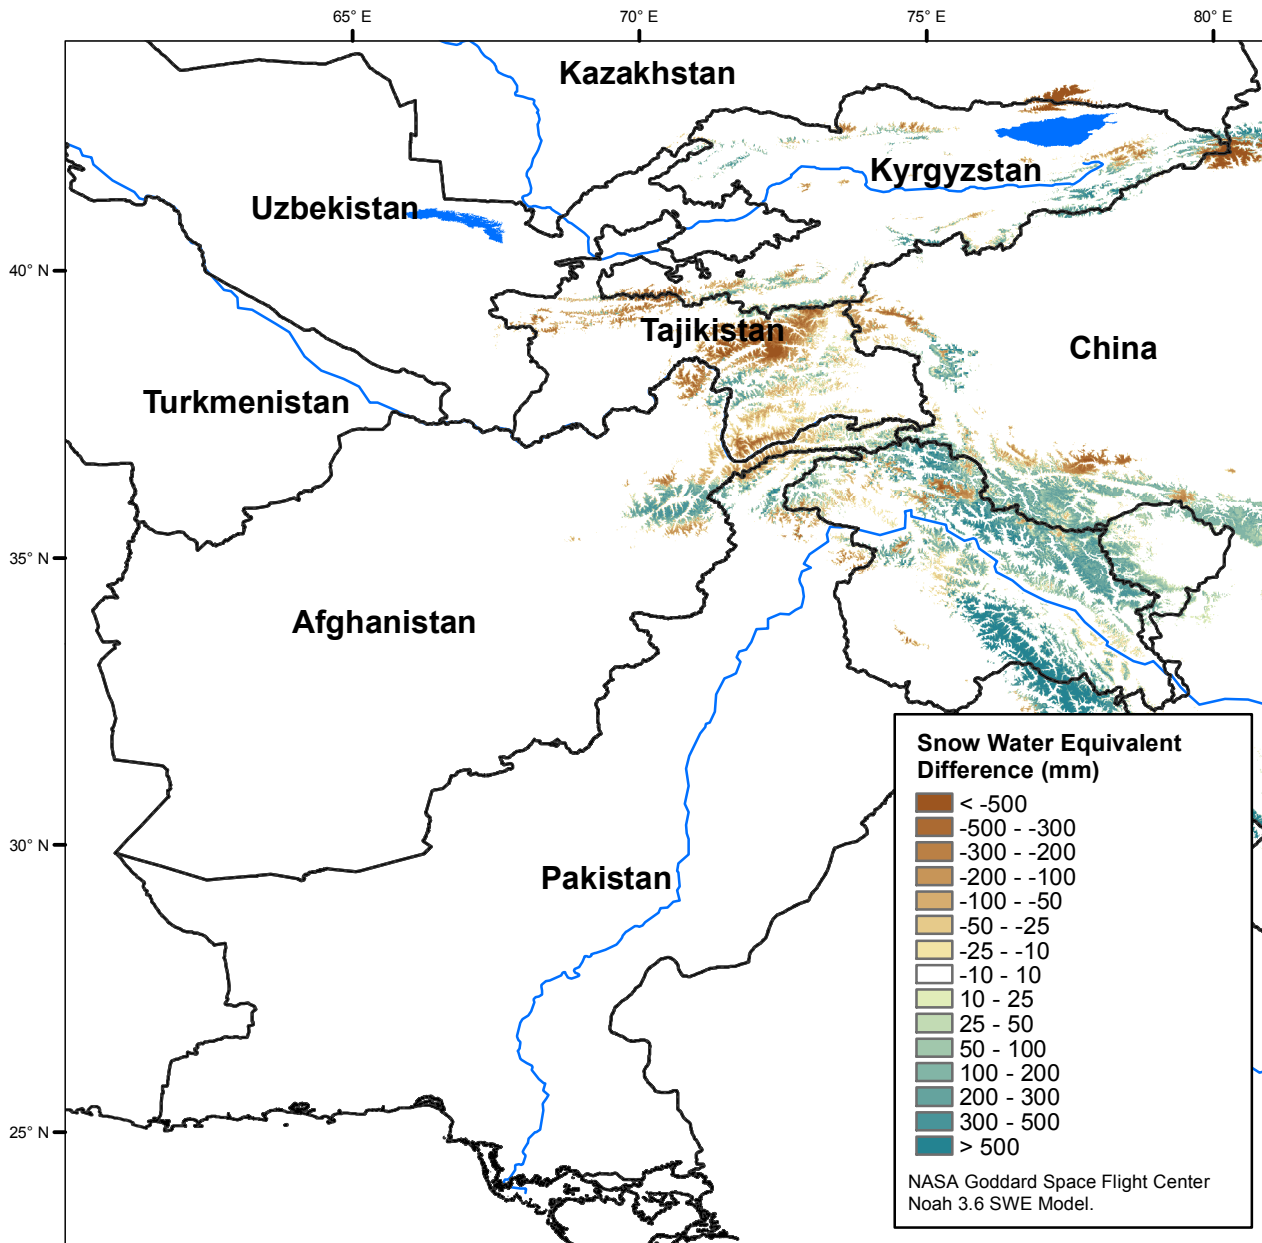 65° E
70° E
75° E
80° E
Kazakhstan
Kyrgyzstan
Uzbekistan
40° N
Tajikistan
China
Turkmenistan
35° N
Afghanistan
Snow Water Equivalent
Difference (mm)
< -500
-500 - -300
-300 - -200
-200 - -100
-100 - -50
-50 - -25
-25 - -10
-10 - 10
10 - 25
25 - 50
50 - 100
100 - 200
200 - 300
300 - 500
> 500
NASA Goddard Space Flight Center
Noah 3.6 SWE Model.
30° N
Pakistan
25° N